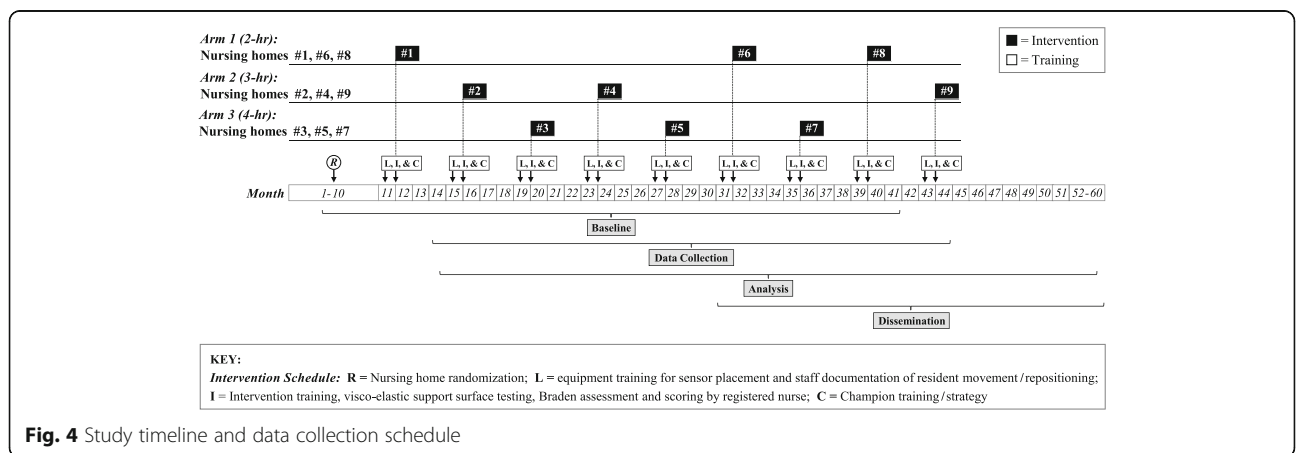 Arm 1 (2-hr):
Nursing homes #1, #6, #8
#1
#6
#8
■ = Intervention
□ = Training
Arm 2 (3-hr):
Nursing homes #2, #4, #9
#2
#4
#9
Arm 3 (4-hr):
Nursing homes #3, #5, #7
#3
#5
#7
R
L, I, & C
L, I, & C
L, I, & C
L, I, & C
L, I, & C
L, I, & C
L, I, & C
L, I, & C
L, I, & C
Month 1-10 11 12 13 14 15 16 17 18 19 20 21 22 23 24 25 26 27 28 29 30 31 32 33 34 35 36 37 38 39 40 41 42 43 44 45 46 47 48 49 50 51 52-60
Baseline
Data Collection
Analysis
Dissemination
KEY:
Intervention Schedule: R = Nursing home randomization; L = equipment training for sensor placement and staff documentation of resident movement/repositioning;
I = Intervention training, visco-elastic support surface testing, Braden assessment and scoring by registered nurse; C = Champion training/strategy
Fig. 4 Study timeline and data collection schedule